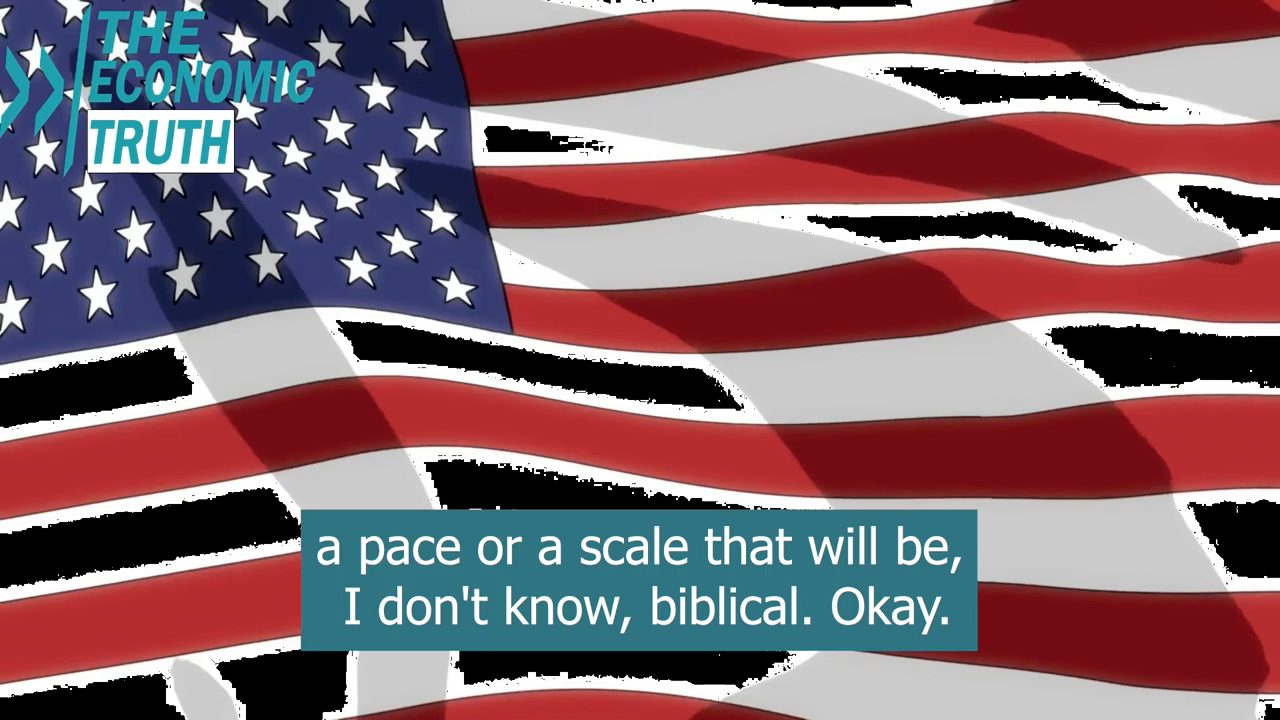 THE
ECONOMIC
TRUTH
a pace or a scale that will be,
I don't know, biblical. Okay.